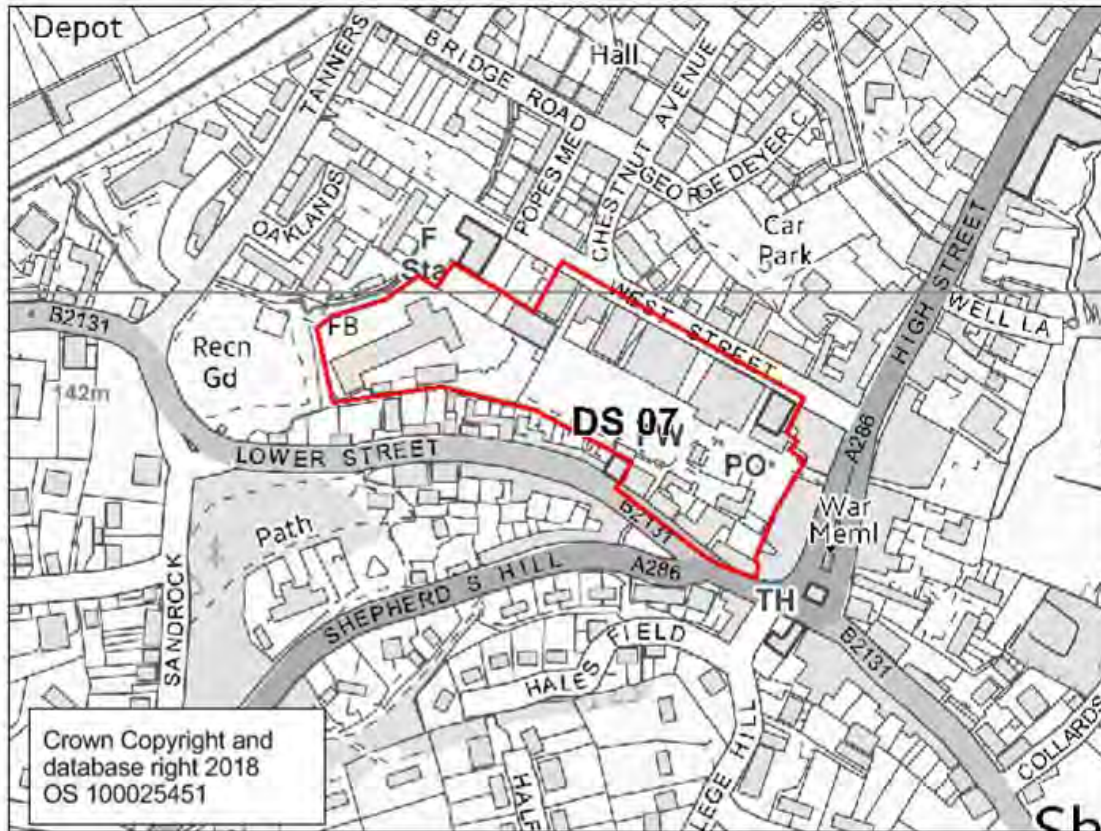 Depot
TANNERS
BRIDGE ROAD
Hall
CHESTNUT AVENUE
GEORGE DEYER C
POPES ME
OAKLANDS
F
Sta
Car
Park
HIGH STREET
WELL LA
B2131
FB
WEST STREET
Recn
Gd
142m
DS 07
PO
A286
LOWER STREET
War
Meml
B2131
Path
A286
SHEPHERD S HILL
TH
SANDROCK
FIELD
HALES
B2131
COLLARDS
Crown Copyright and
database right 2018
OS 100025451
HALF
LEGE HILL
Sh